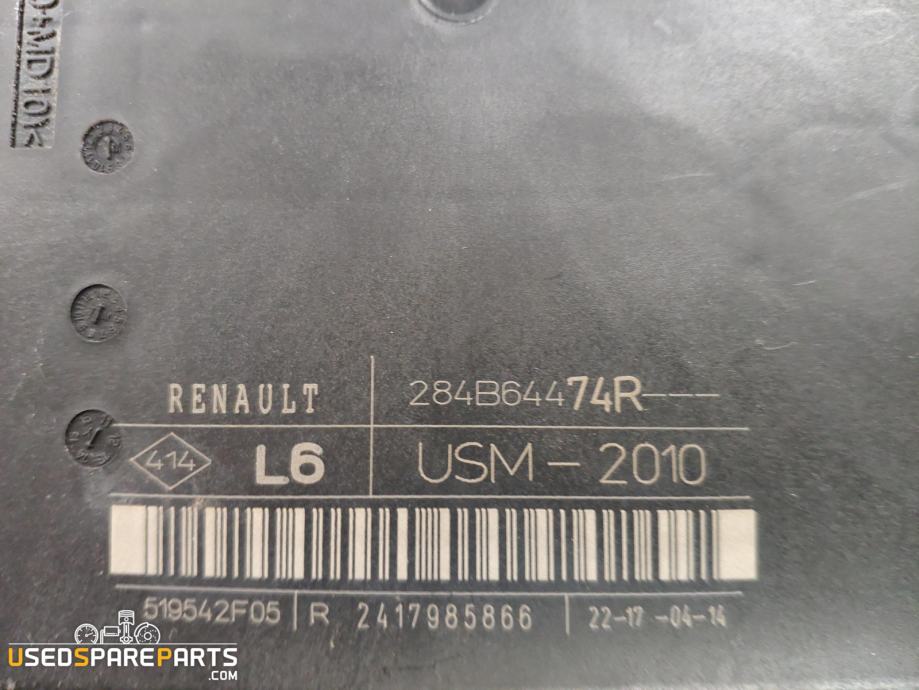 RENAULT 284B64474R---
414 L6 USM-2010
519542F05 R 2417985866 22-17-04-14
USEDSPAREPARTS
.COM